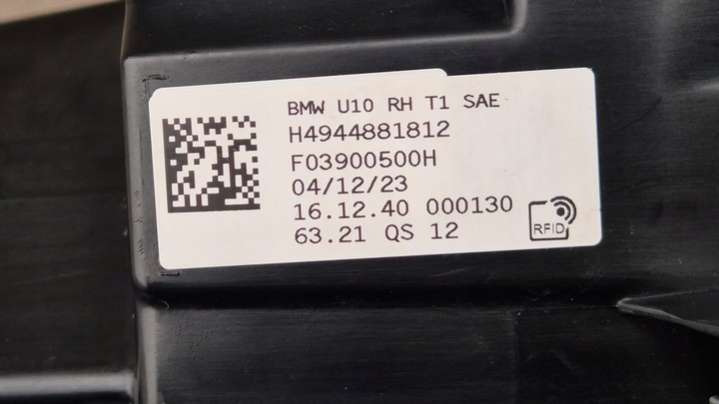 BMW U10 RH T1 SAE
H4944881812
F03900500H
04/12/23
16.12.40 000130
63.21 QS 12
RFID